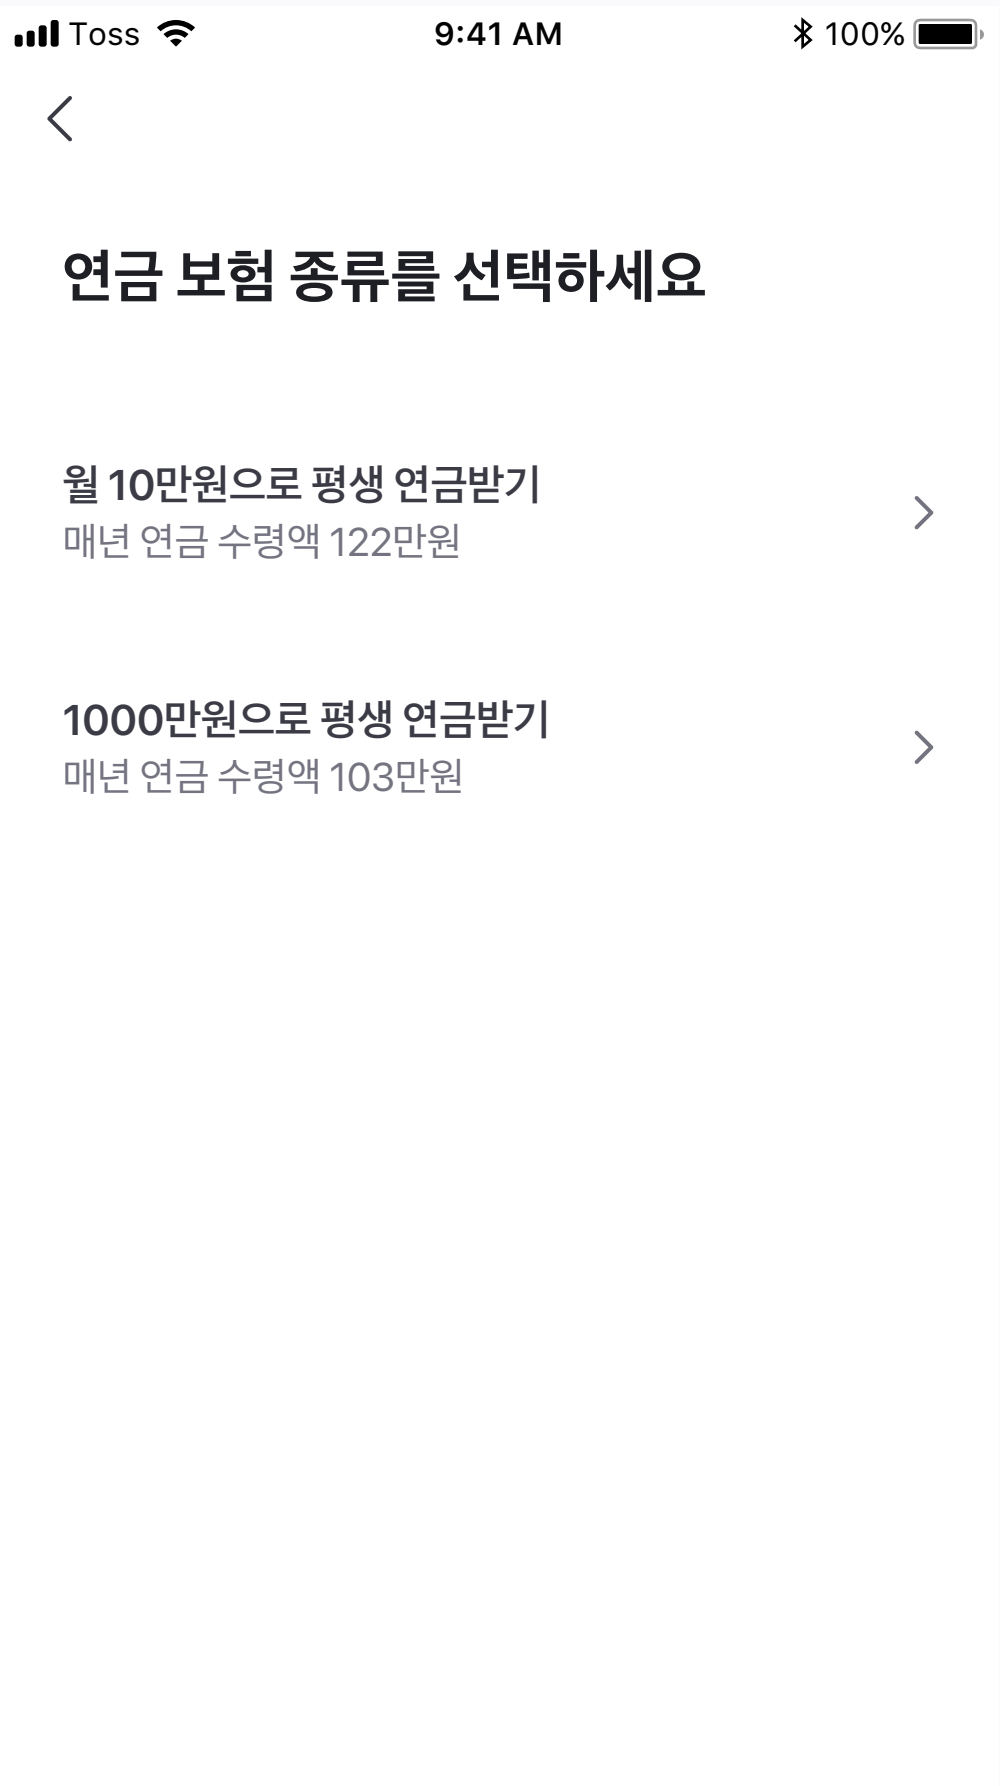 Toss 9:41 AM 100%
연금 보험 종류를 선택하세요
월 10만원으로 평생 연금받기
매년 연금 수령액 122만원
1000만원으로 평생 연금받기
매년 연금 수령액 103만원